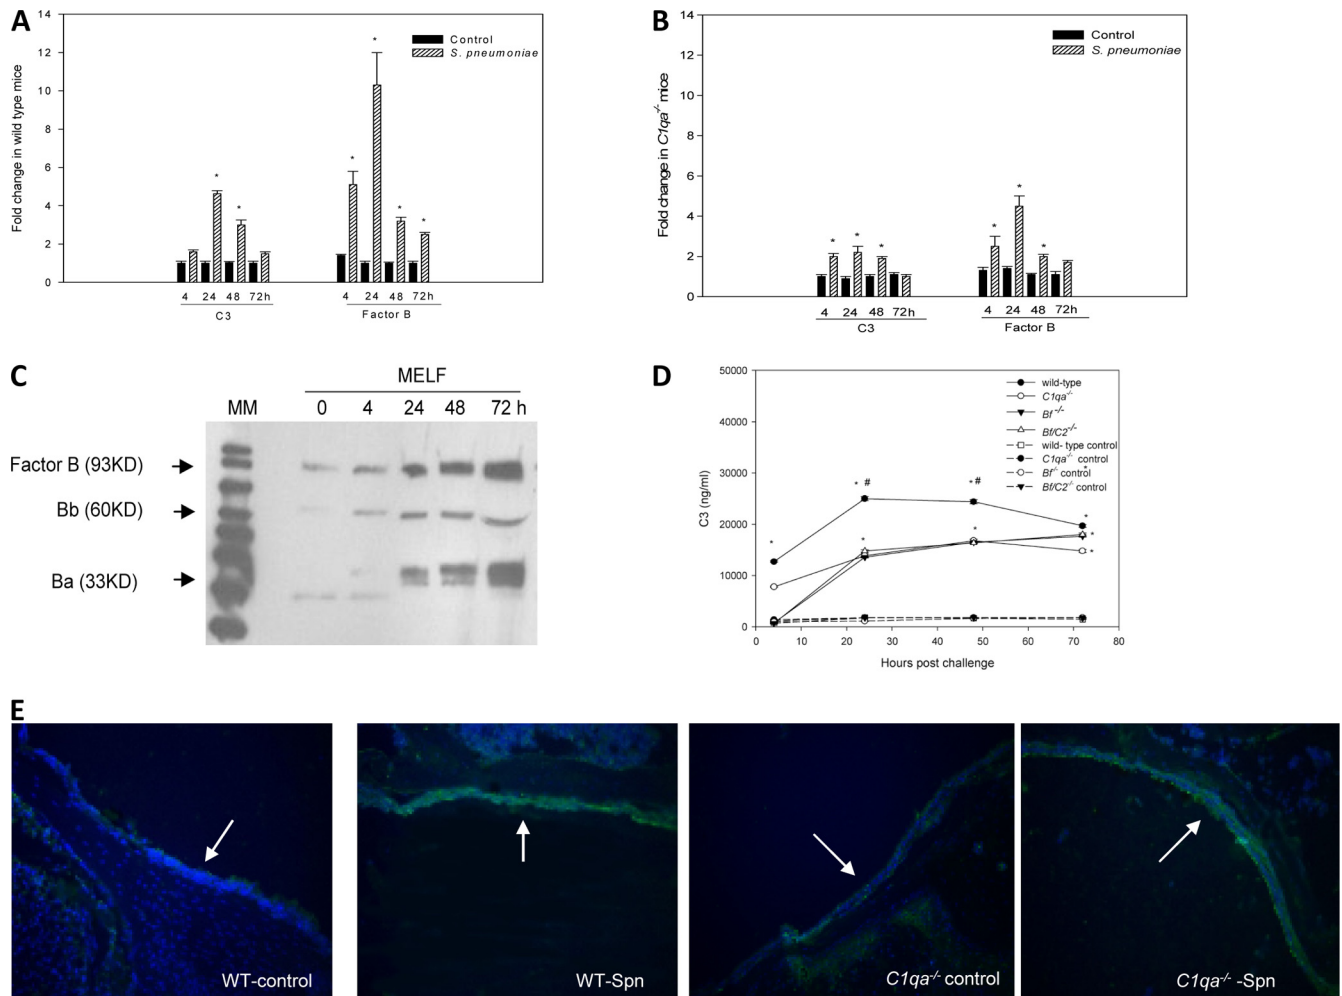 A
Fold change in wild type mice
14
12
10
8
6
4
2
0
Control
S. pneumoniae
* * * * * *
4 24 48 72h 4 24 48 72h
C3 Factor B
B
Fold change in C1qa-/- mice
14
12
10
8
6
4
2
0
Control
S. pneumoniae
* * * * * *
4 24 48 72h 4 24 48 72h
C3 Factor B
C
MELF
MM 0 4 24 48 72 h
Factor B (93KD)
Bb (60KD)
Ba (33KD)
D
C3 (ng/ml)
50000
40000
30000
20000
10000
0
wild-type
C1qa-/-
Bf -/-
Bf/C2-/-
wild- type control
C1qa-/- control
Bf-/- control
Bf/C2-/- control
*
* # * #
* * *
*
*
*
0 10 20 30 40 50 60 70 80
Hours post challenge
E
WT-control
WT-Spn
C1qa-/- control
C1qa-/- -Spn